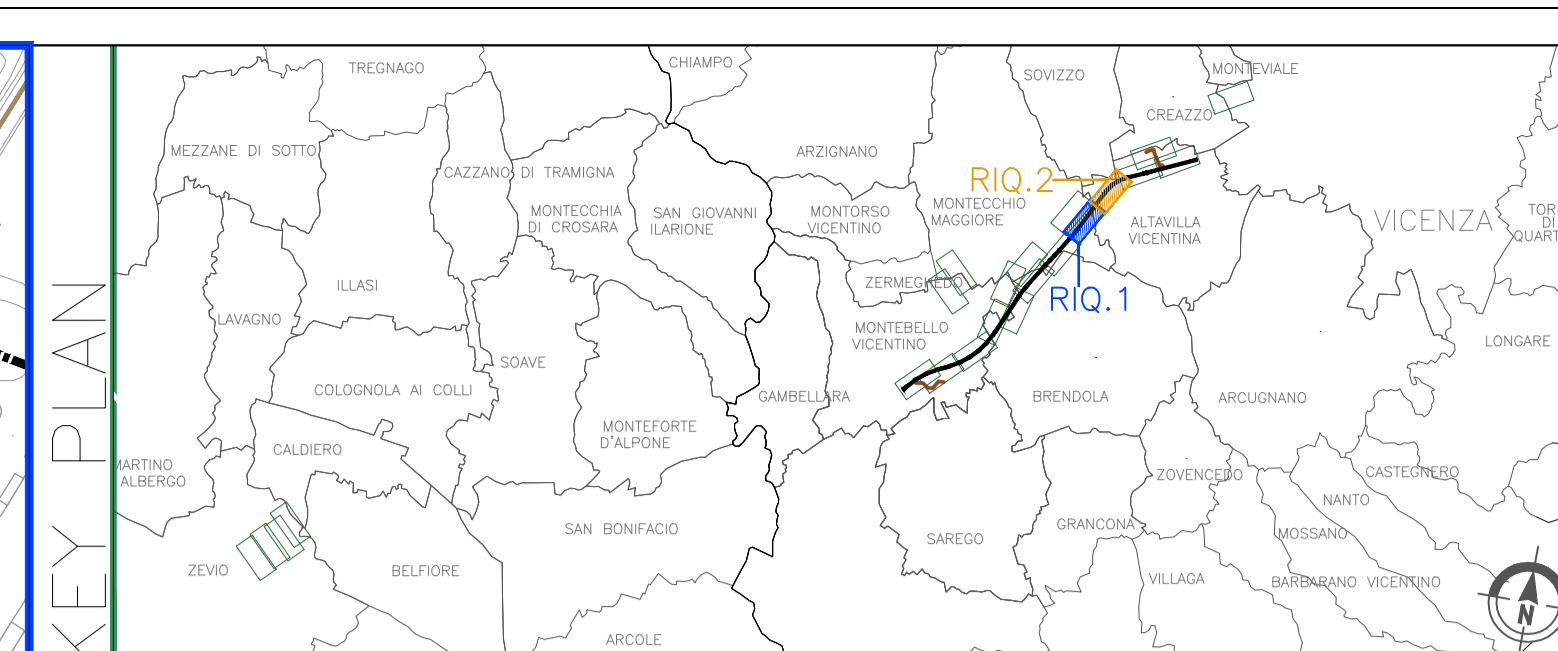 KEY PLAN
TREGNAGO
CHIAMPO
SOVIZZO
MONTEVIALE
CREAZZO
MEZZANE DI SOTTO
ARZIGNANO
CAZZANO DI TRAMIGNA
RIQ.2
MONTECCHIO
MAGGIORE
MONTECCHIA
DI CROSARA
SAN GIOVANNI
ILARIONE
MONTORSO
VICENTINO
ALTAVILLA
VICENTINA
VICENZA
DI
QUART
ILLASI
ZERMEGHEDO
RIQ.1
LAVAGNO
MONTEBELLO
VICENTINO
LONGARE
SOAVE
COLOGNOLA AI COLLI
GAMBELLARA
BRENDOLA
ARCUGNANO
MONTEFORTE
D'ALPONE
CALDIERO
MARTINO
ALBERGO
ZOVENCEDO
CASTEGNERO
NANTO
SAN BONIFACIO
SAREGO
GRANCONA
MOSSANO
ZEVIO
BELFIORE
VILLAGA
BARBARANO VICENTINO
N
ARCOLE